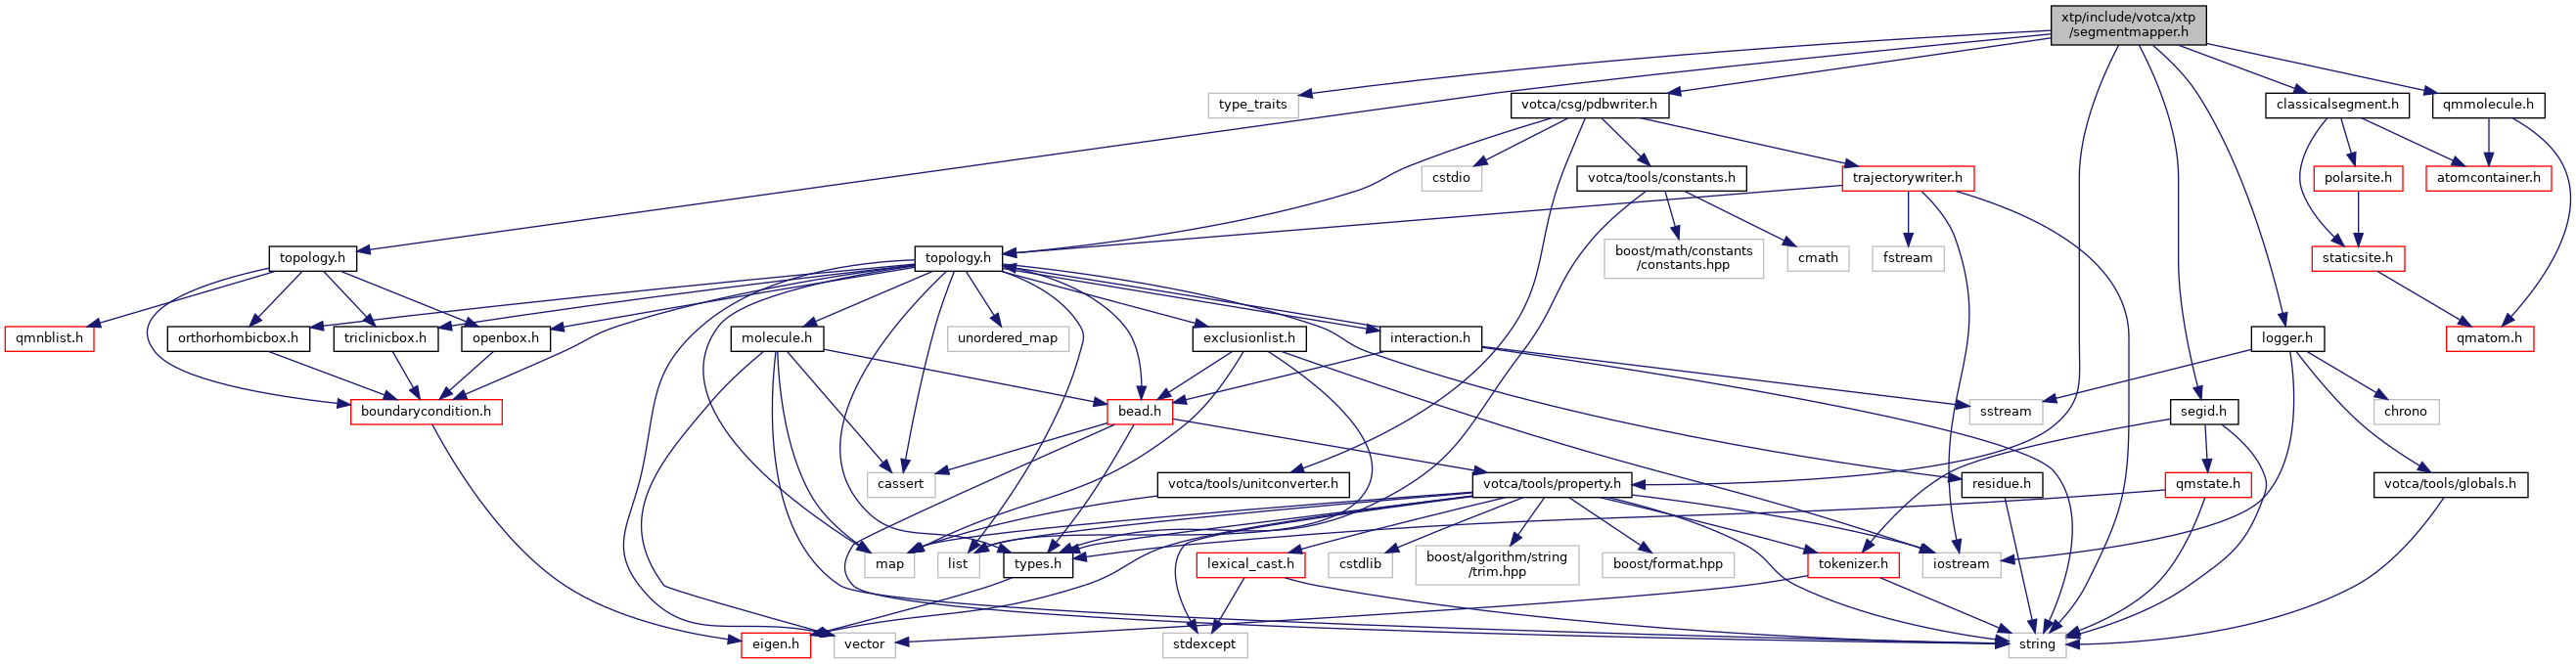 xtp/include/votca/xtp
/segmentmapper.h
type_traits
votca/csg/pdbwriter.h
classicalsegment.h
qmmolecule.h
cstdio
votca/tools/constants.h
trajectorywriter.h
polarsite.h
atomcontainer.h
topology.h
topology.h
boost/math/constants
/constants.hpp
cmath
fstream
staticsite.h
qmnblist.h
orthorhombicbox.h
triclinicbox.h
openbox.h
molecule.h
unordered_map
exclusionlist.h
interaction.h
logger.h
qmatom.h
boundarycondition.h
bead.h
sstream
segid.h
chrono
cassert
votca/tools/unitconverter.h
votca/tools/property.h
residue.h
qmstate.h
votca/tools/globals.h
map
list
types.h
lexical_cast.h
cstdlib
boost/algorithm/string
/trim.hpp
boost/format.hpp
tokenizer.h
iostream
eigen.h
vector
stdexcept
string